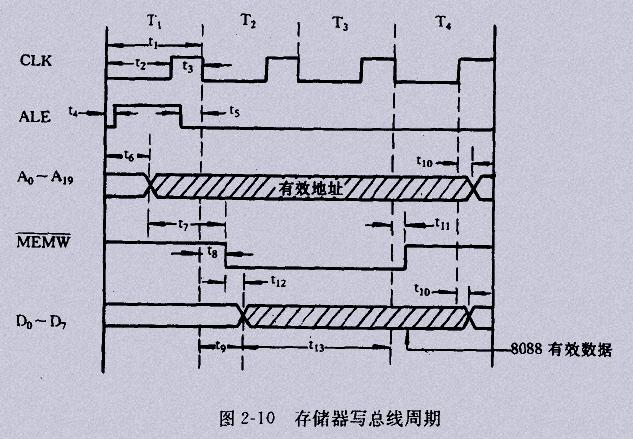 T₁ T₂ T₃ T₄
t₁
CLK t₂ t₃
ALE t₄ t₅
t₆ t₁₀
A₀～A₁₉ 有效地址
t₇ t₁₁
MEMW t₈
t₁₂ t₁₀
D₀～D₇
t₉ t₁₃ 8088 有效数据
图 2-10 存储器写总线周期